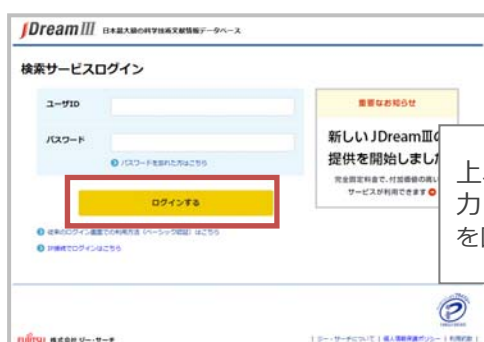 JDreamⅢ 日本最大級の科学技術文献情報データベース
検索サービスログイン
ユーザID
パスワード
パスワードを忘れた方はこちら
ログインする
従来のログイン画面での利用方法（ベーシック認証）はこちら
IP接続でログインはこちら
重要なお知らせ
新しいJDreamⅢの
提供を開始しました
完全固定料金で、付加価値の高い
サービスが利用できます
上
力
を
FUJITSU 株式会社 ジー・サーチ
ジー・サーチについて | 個人情報保護ポリシー | 利用規約 |